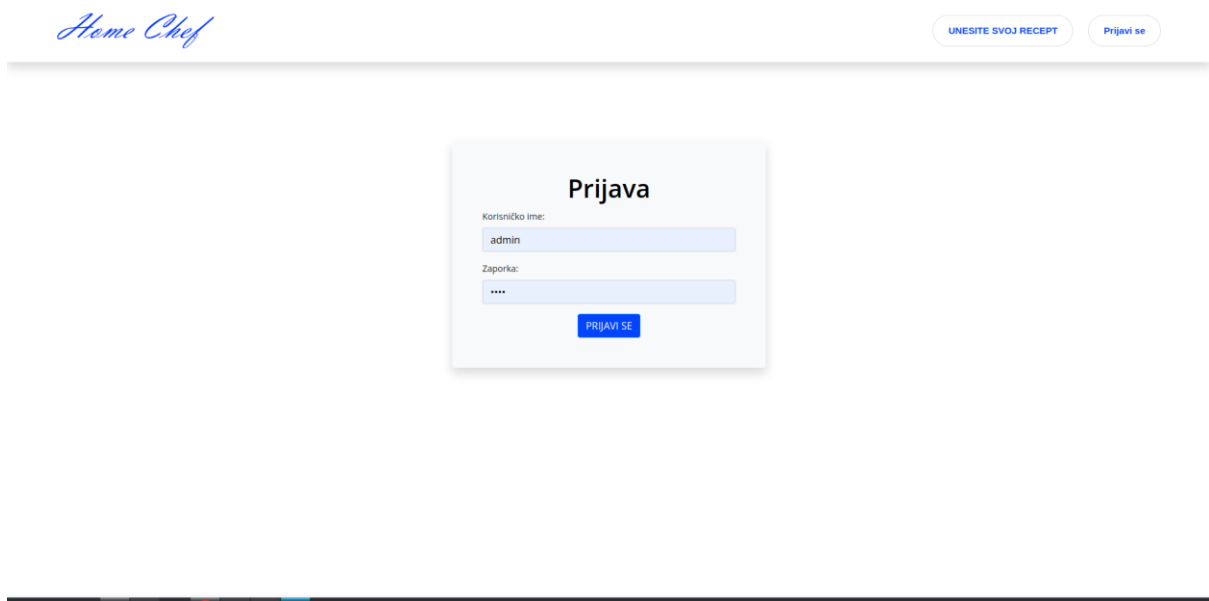 Home Chef
UNESITE SVOJ RECEPT
Prijavi se
Prijava
Korisničko ime:
admin
Zaporka:
••••
PRIJAVI SE